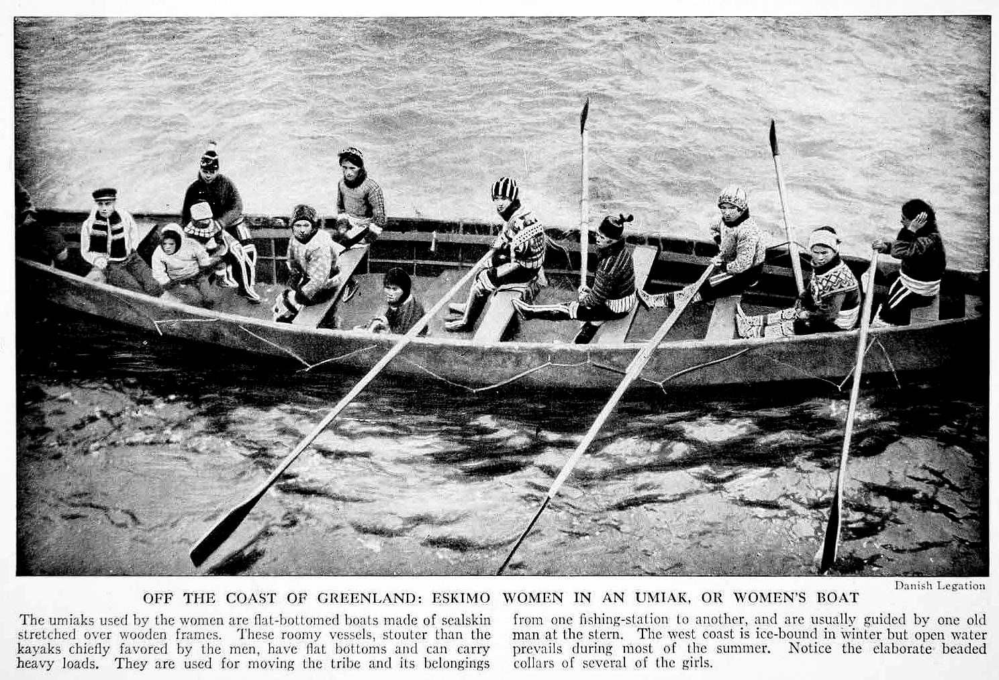 Danish Legation
OFF THE COAST OF GREENLAND: ESKIMO WOMEN IN AN UMIAK, OR WOMEN'S BOAT
The umiaks used by the women are flat-bottomed boats made of sealskin
stretched over wooden frames. These roomy vessels, stouter than the
kayaks chiefly favored by the men, have flat bottoms and can carry
heavy loads. They are used for moving the tribe and its belongings
from one fishing-station to another, and are usually guided by one old
man at the stern. The west coast is ice-bound in winter but open water
prevails during most of the summer. Notice the elaborate beaded
collars of several of the girls.